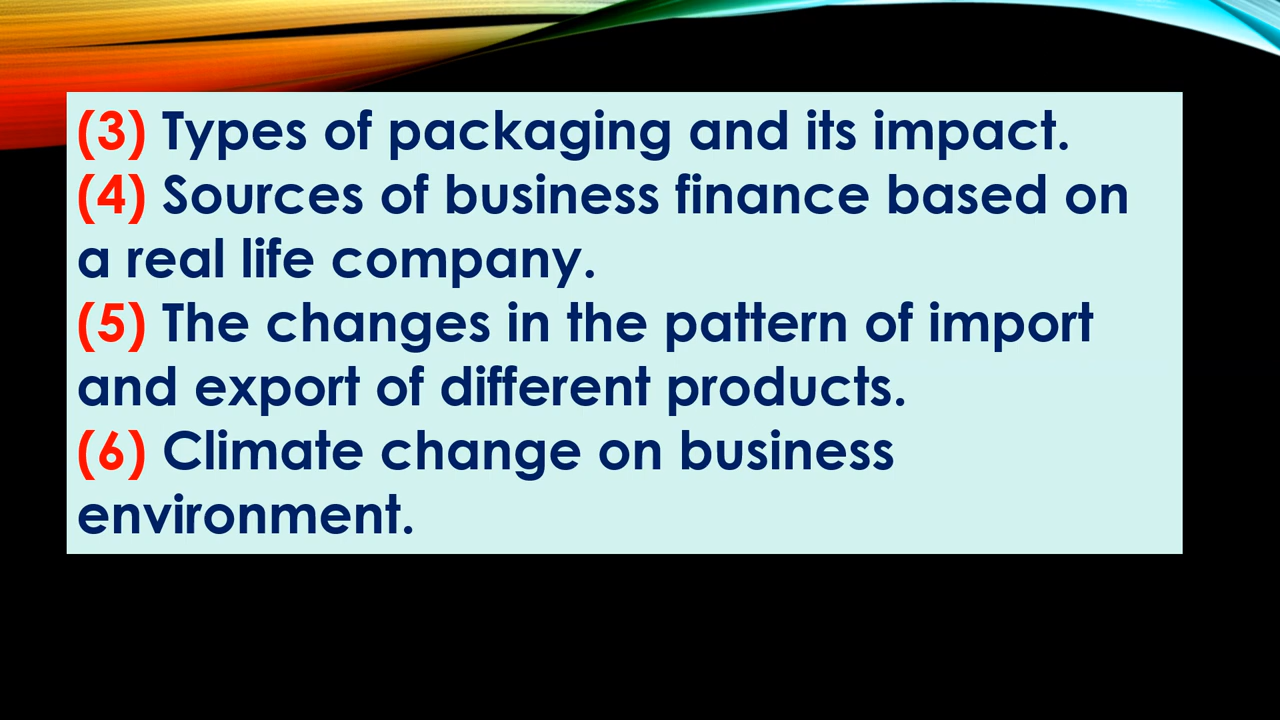 (3) Types of packaging and its impact.
(4) Sources of business finance based on
a real life company.
(5) The changes in the pattern of import
and export of different products.
(6) Climate change on business
environment.